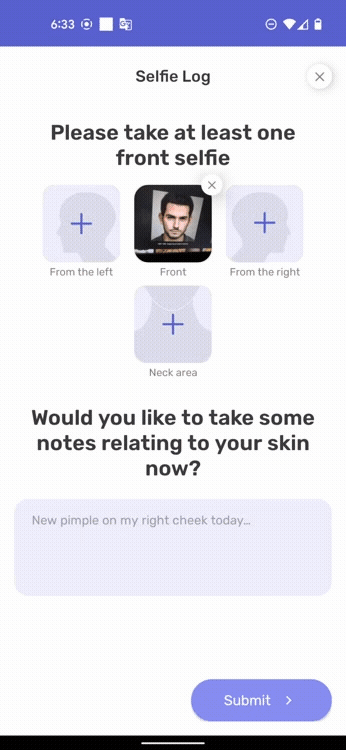 6:33
Selfie Log
Please take at least one
front selfie
From the left
Front
From the right
Neck area
Would you like to take some
notes relating to your skin
now?
New pimple on my right cheek today...
Submit